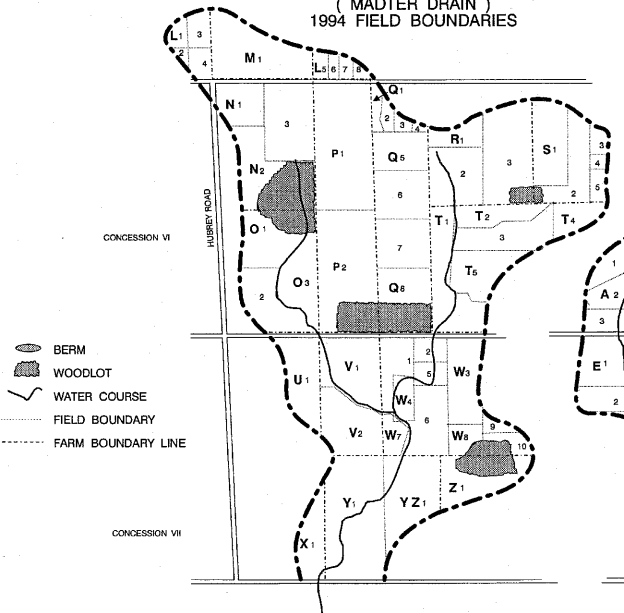 ( MADTER DRAIN )
1994 FIELD BOUNDARIES
L1 3
2 4
M1
L5 6 7 8
Q1
2 3 4
N1
3
P1
Q5
R1
3
S1
3
4
5
2
N2
6
2
T2
T4
T1
3
O1
7
HUBREY ROAD
CONCESSION VI
P2
T5
O3
Q8
2
1
A 2
3
E1
2
BERM
WOODLOT
WATER COURSE
FIELD BOUNDARY
FARM BOUNDARY LINE
U1
V1
1
2
5
W3
W4
6
V2
W7
W8
9
10
Y1
YZ1
Z1
CONCESSION VII
X1